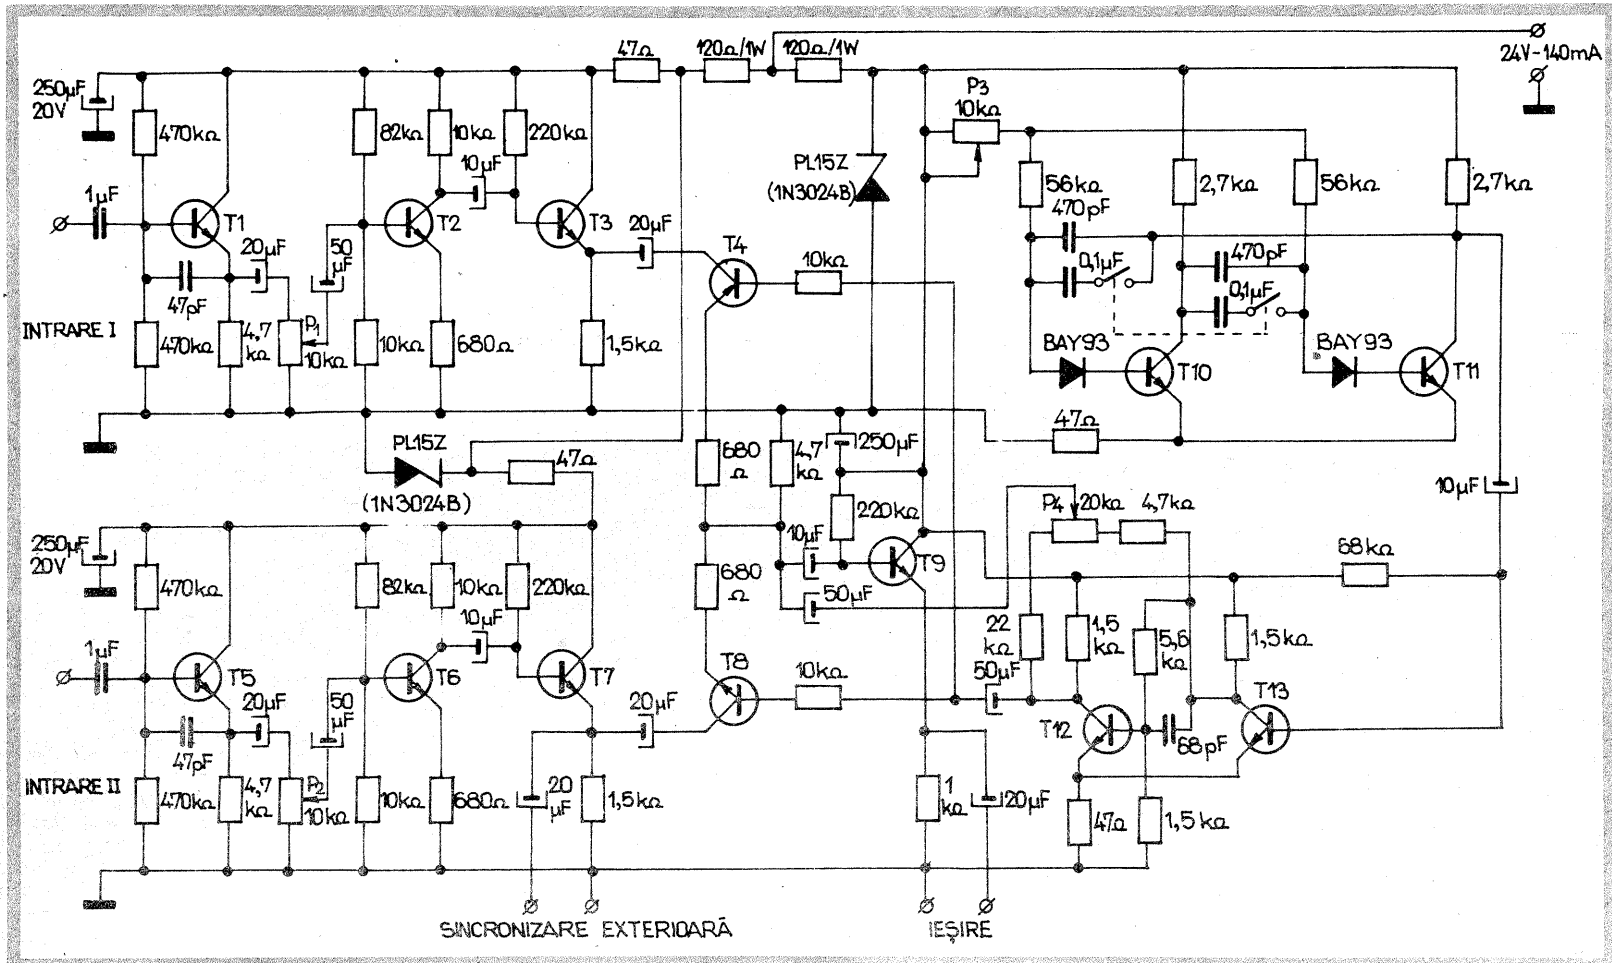 47Ω
120Ω/1W
120Ω/1W
24V-140mA
250µF
20V
470kΩ
82kΩ
10kΩ
220kΩ
P3
10kΩ
PL15Z
(1N3024B)
56kΩ
2,7kΩ
56kΩ
2,7kΩ
1µF
10µF
T1
T2
T3
20µF
50
µF
20µF
T4
10kΩ
470pF
0,1µF
470pF
0,1µF
47pF
INTRARE I
470kΩ
4,7
kΩ
P1
10kΩ
10kΩ
680Ω
1,5kΩ
BAY93
T10
BAY93
T11
PL15Z
(1N3024B)
47Ω
680
Ω
4,7
kΩ
250µF
47Ω
10µF
220kΩ
P4
20kΩ
4,7kΩ
250µF
20V
470kΩ
82kΩ
10kΩ
220kΩ
10µF
680
Ω
10µF
T9
50µF
68kΩ
1µF
T5
T6
T7
T8
10kΩ
22
kΩ
1,5
kΩ
5,6
kΩ
1,5kΩ
50µF
20µF
50
µF
20µF
T12
68pF
T13
47pF
INTRARE II
470kΩ
4,7
kΩ
P2
10kΩ
10kΩ
680Ω
20
µF
1,5kΩ
1
kΩ
20µF
47Ω
1,5kΩ
SINCRONIZARE EXTERIOARĂ
IEȘIRE